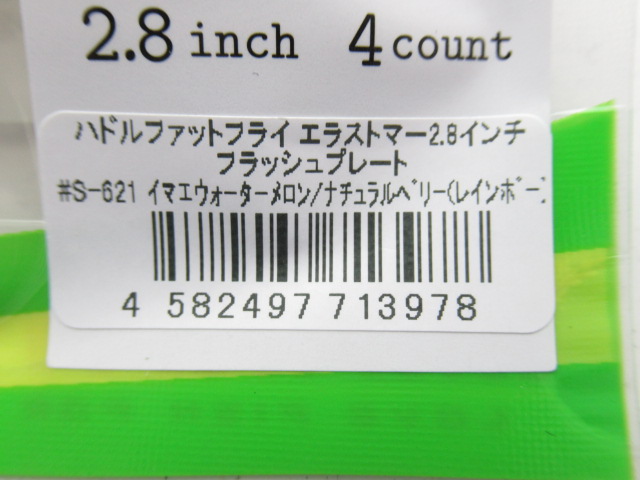 2.8 inch 4 count
ハドルファットフライ エラストマー2.8インチ
フラッシュプレート
#S-621 イマエウォーターメロン/ナチュラルベリー(レインボー)
4 582497 713978